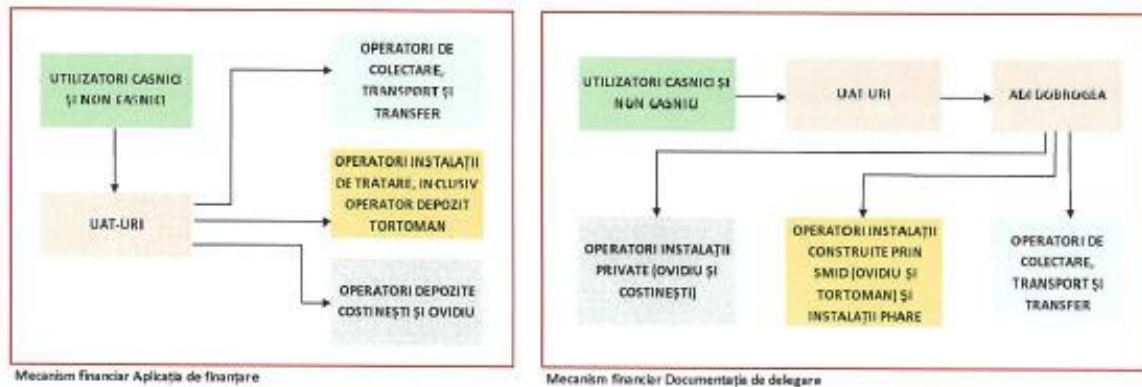 UTILIZATORI CASNICI
ȘI NON CASNICI
OPERATORI DE
COLECTARE,
TRANSPORT ȘI
TRANSFER
UAT-URI
OPERATORI INSTALAȚII
DE TRATARE, INCLUSIV
OPERATOR DEPOZIT
TORTOMAN
OPERATORI DEPOZITE
COSTINEȘTI ȘI OVIDIU
Mecanism financiar Aplicația de finanțare
UTILIZATORI CASNICI ȘI
NON CASNICI
UAT-URI
ADI DOBROGEA
OPERATORI INSTALAȚII
PRIVATE (OVIDIU ȘI
COSTINEȘTI)
OPERATORI INSTALAȚII
CONSTRUITE PRIN
SMID (OVIDIU ȘI
TORTOMAN) ȘI
INSTALAȚII PHARE
OPERATORI DE
COLECTARE,
TRANSPORT ȘI
TRANSFER
Mecanism financiar Documentația de delegare